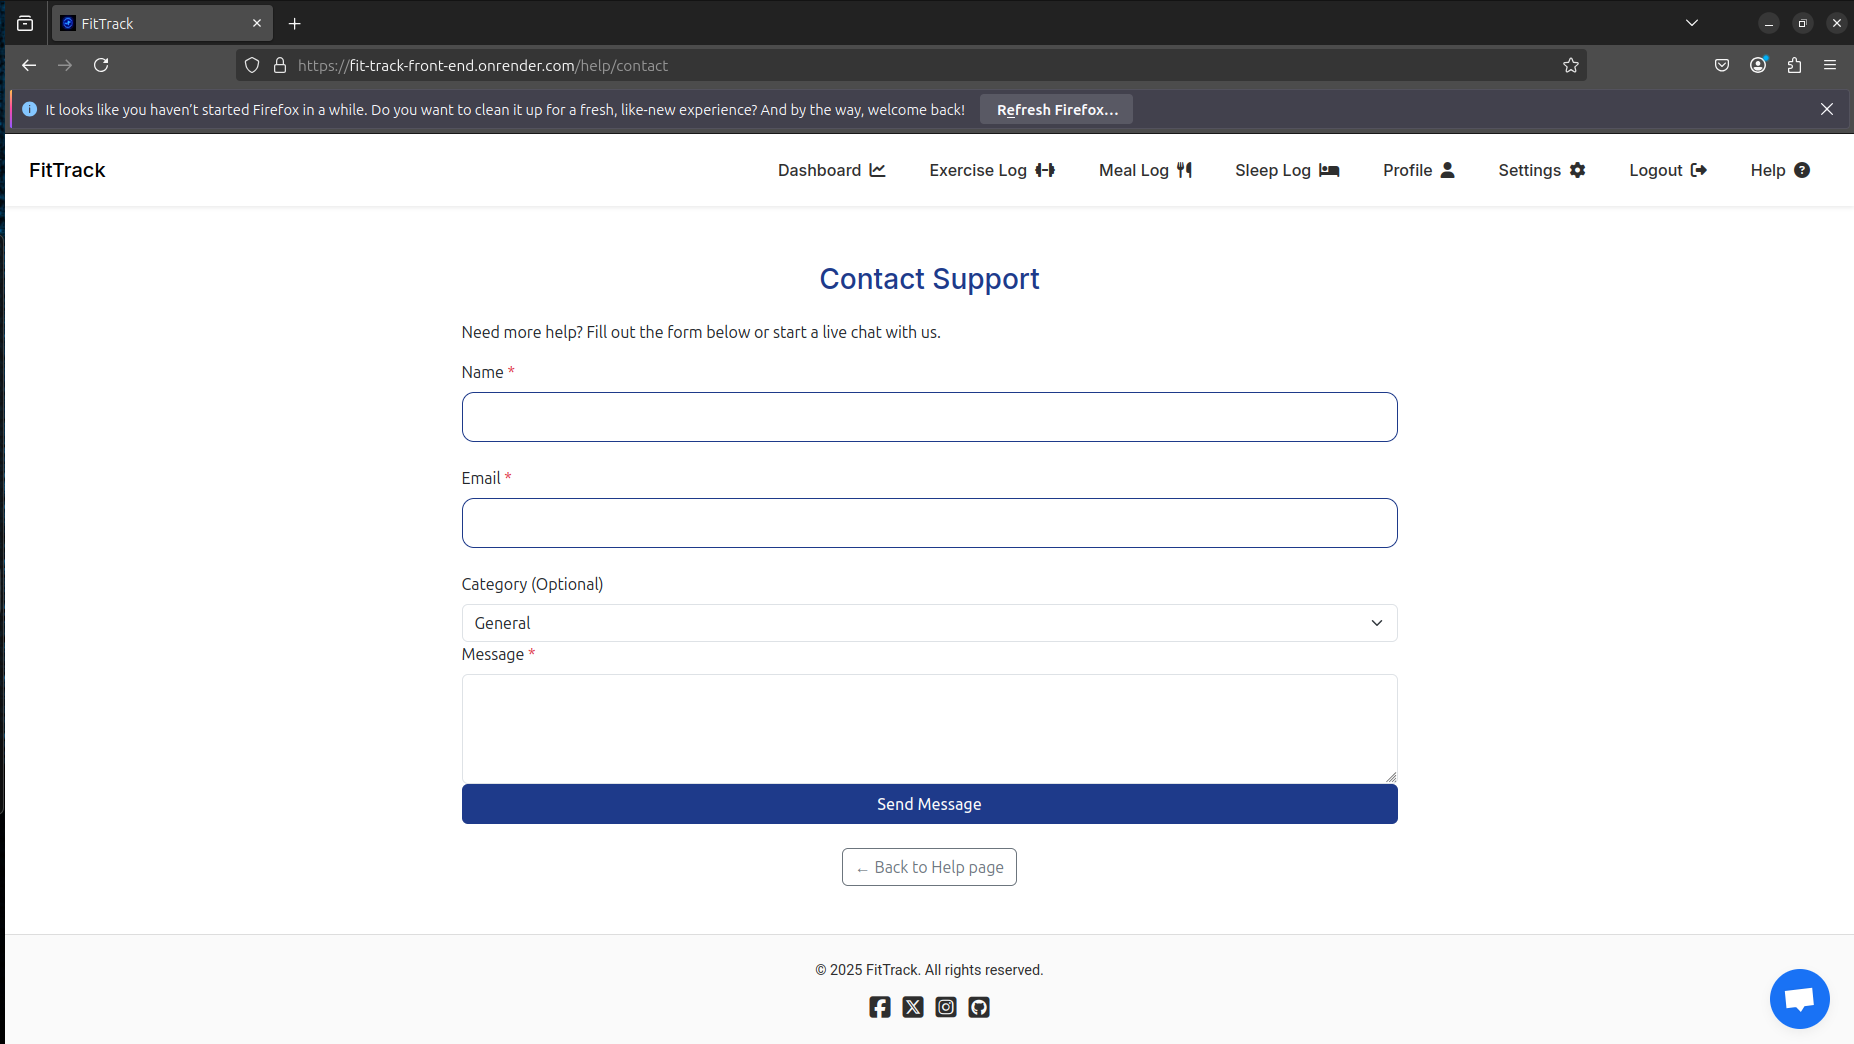 FitTrack
https://fit-track-front-end.onrender.com/help/contact
It looks like you haven't started Firefox in a while. Do you want to clean it up for a fresh, like-new experience? And by the way, welcome back! Refresh Firefox...
FitTrack Dashboard Exercise Log Meal Log Sleep Log Profile Settings Logout Help
Contact Support
Need more help? Fill out the form below or start a live chat with us.
Name *
Email *
Category (Optional)
General
Message *
Send Message
← Back to Help page
© 2025 FitTrack. All rights reserved.